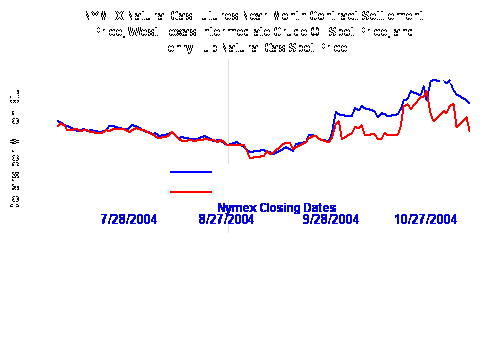 NYMEX Natural Gas Futures Near-Month Contract Settlement
Price, West Texas Intermediate Crude Oil Spot Price, and
Henry Hub Natural Gas Spot Price
Nymex Closing Dates
7/28/2004 8/27/2004 9/28/2004 10/27/2004